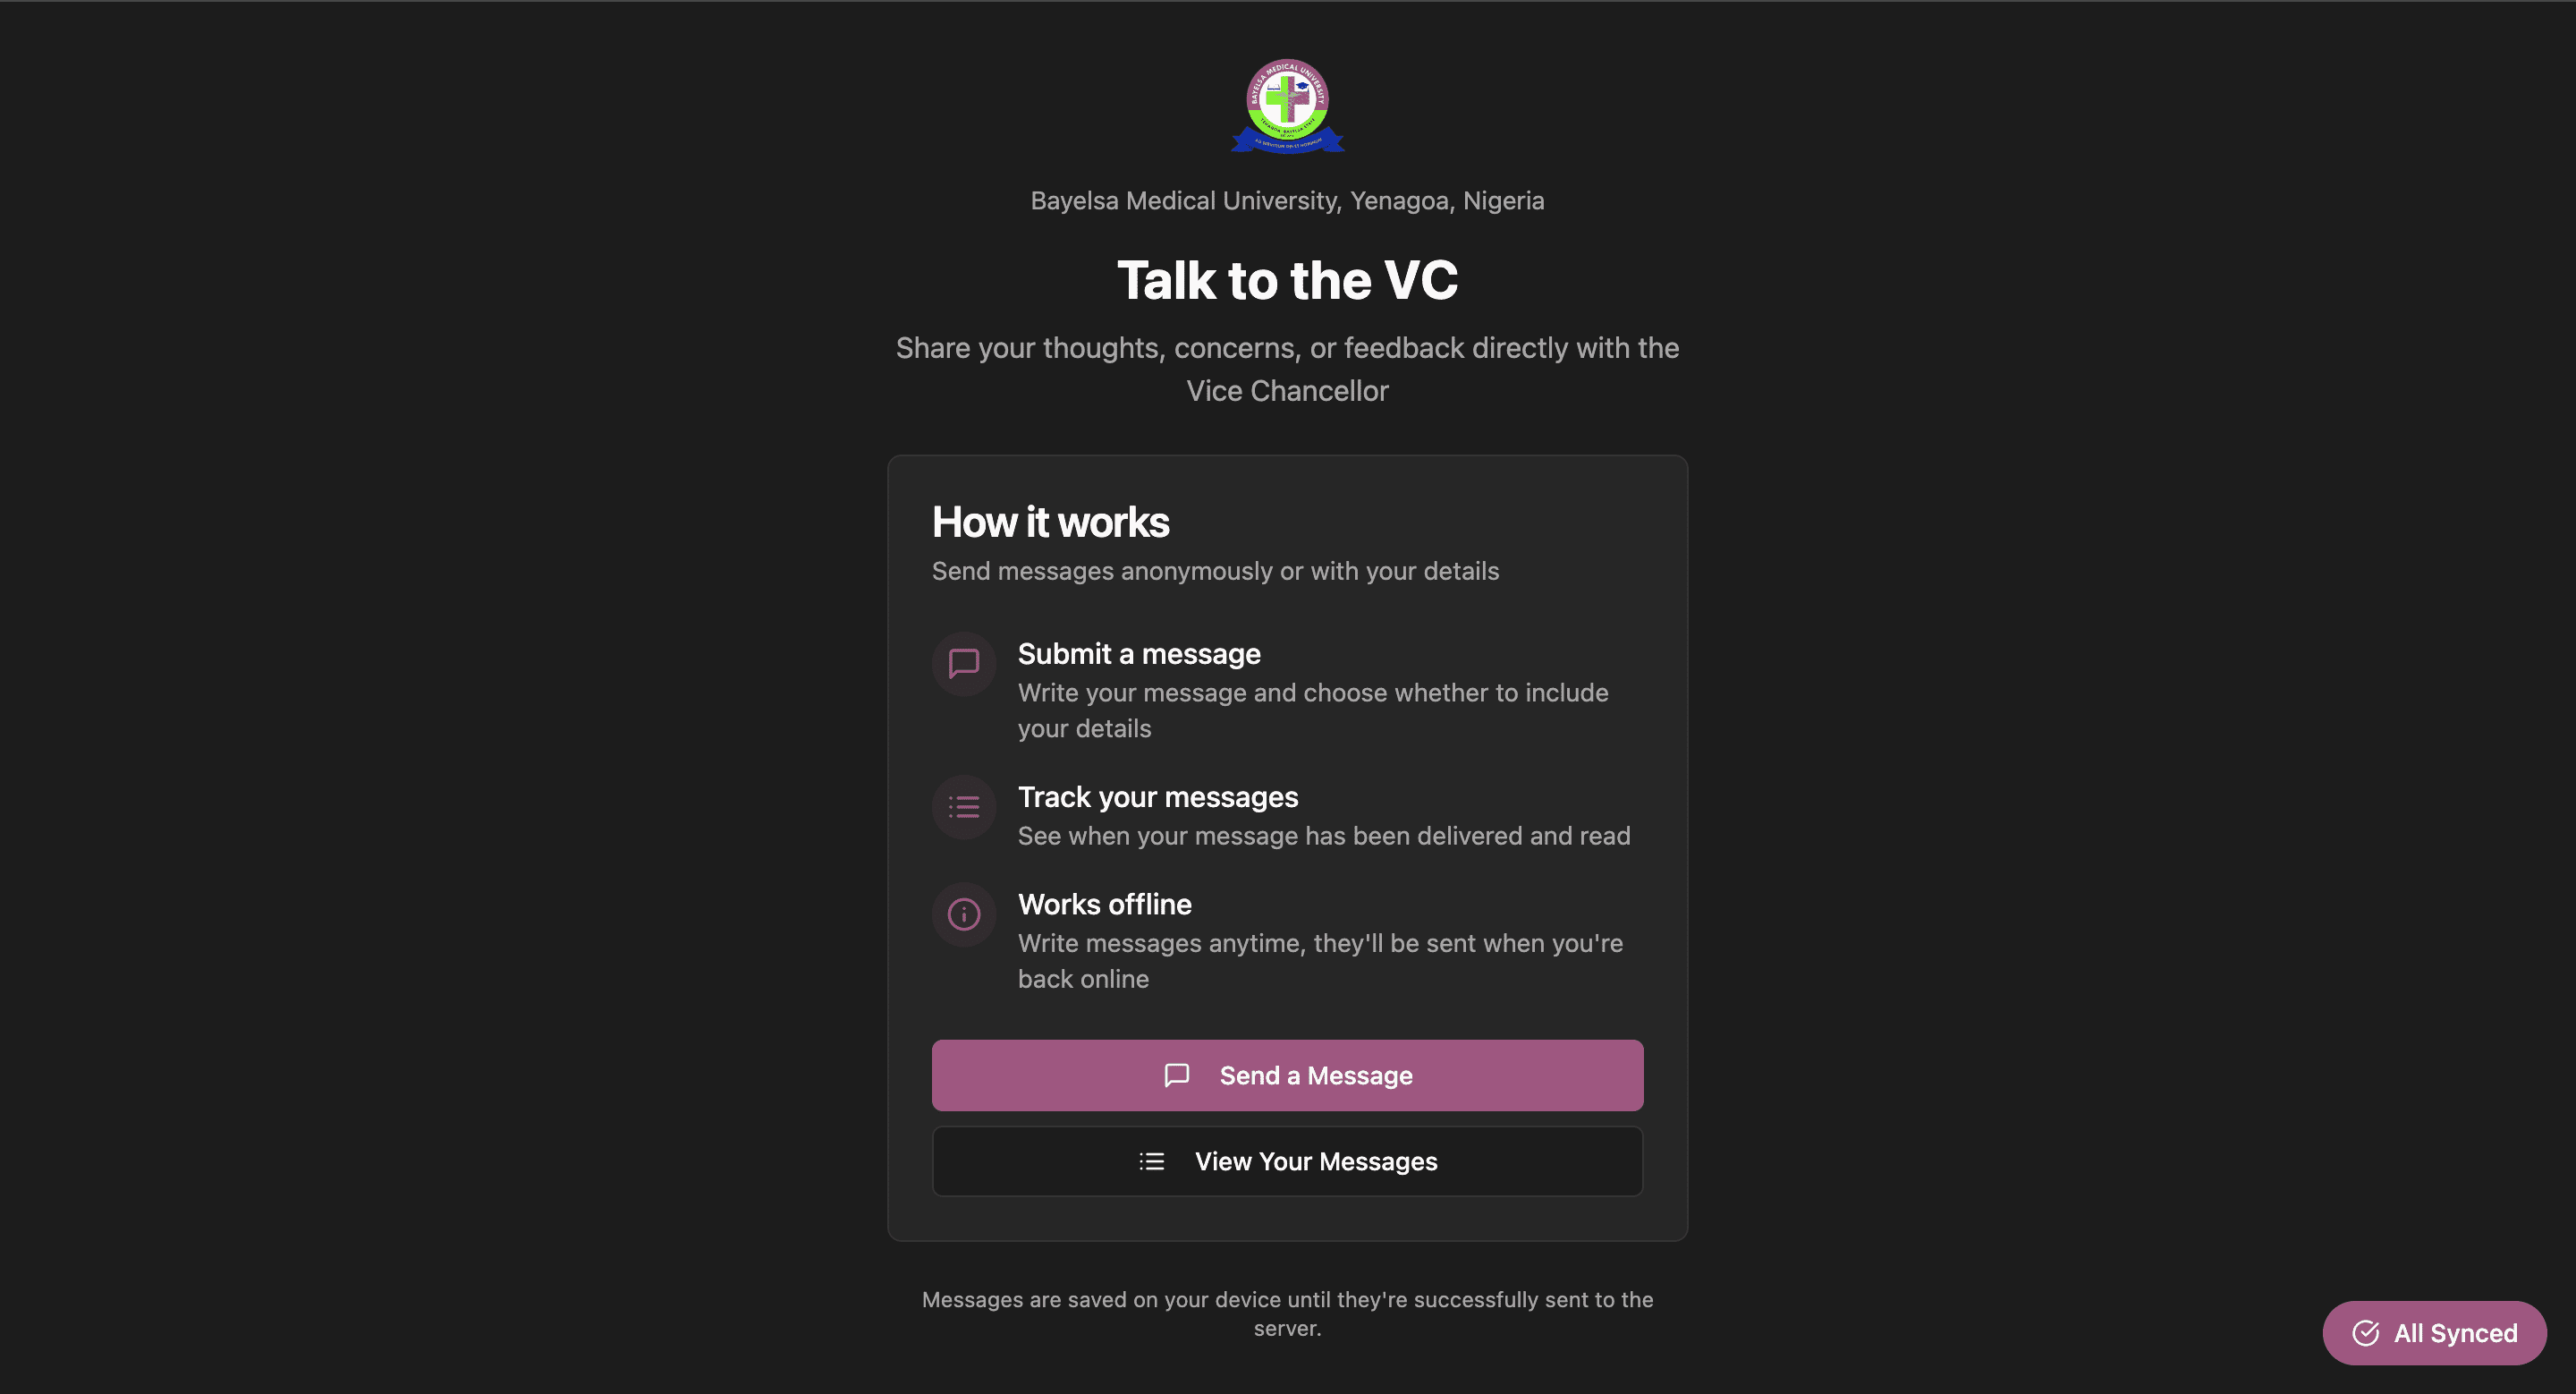 BAYELSA MEDICAL UNIVERSITY
Bayelsa Medical University, Yenagoa, Nigeria
Talk to the VC
Share your thoughts, concerns, or feedback directly with the
Vice Chancellor
How it works
Send messages anonymously or with your details
Submit a message
Write your message and choose whether to include
your details
Track your messages
See when your message has been delivered and read
Works offline
Write messages anytime, they'll be sent when you're
back online
Send a Message
View Your Messages
Messages are saved on your device until they're successfully sent to the
server.
All Synced